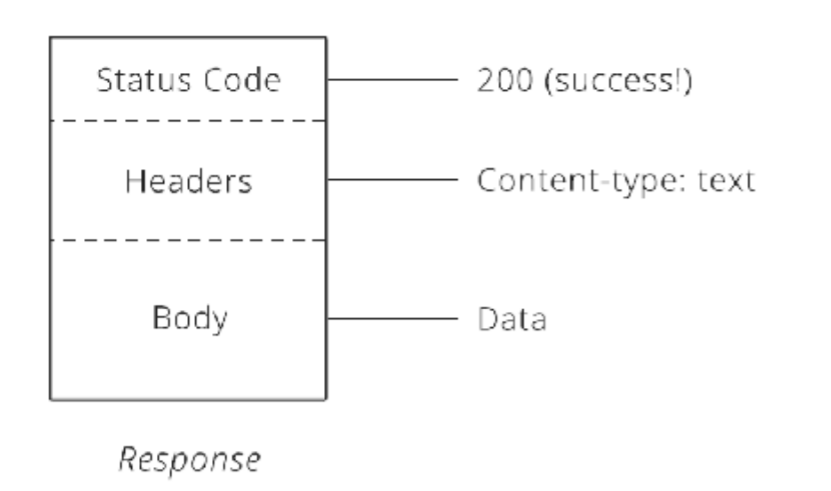 Status Code
200 (success!)
Headers
Content-type: text
Body
Data
Response